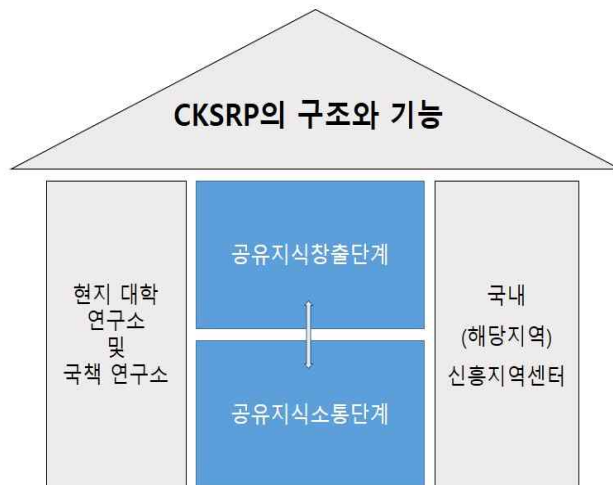 CKSRP의 구조와 기능
현지 대학
연구소
및
국책 연구소
공유지식창출단계
공유지식소통단계
국내
(해당지역)
신흥지역센터